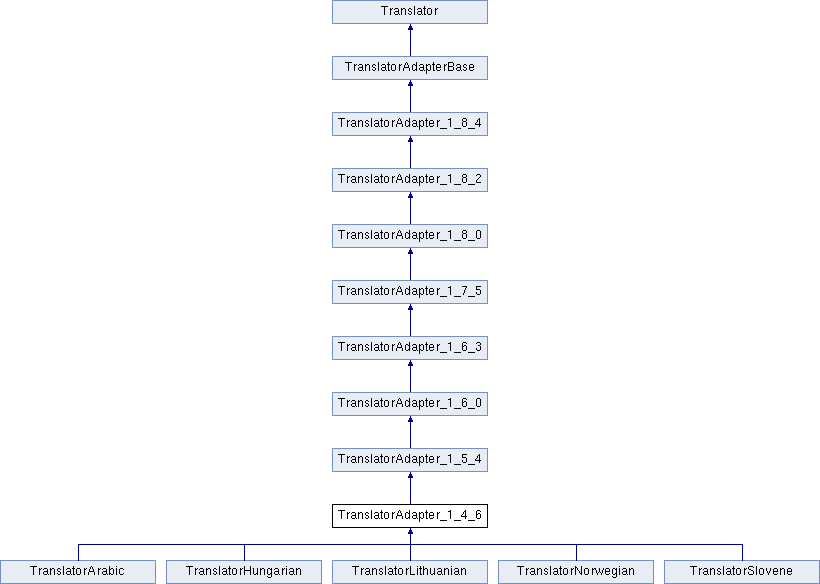 Translator
TranslatorAdapterBase
TranslatorAdapter_1_8_4
TranslatorAdapter_1_8_2
TranslatorAdapter_1_8_0
TranslatorAdapter_1_7_5
TranslatorAdapter_1_6_3
TranslatorAdapter_1_6_0
TranslatorAdapter_1_5_4
TranslatorAdapter_1_4_6
TranslatorArabic
TranslatorHungarian
TranslatorLithuanian
TranslatorNorwegian
TranslatorSlovene